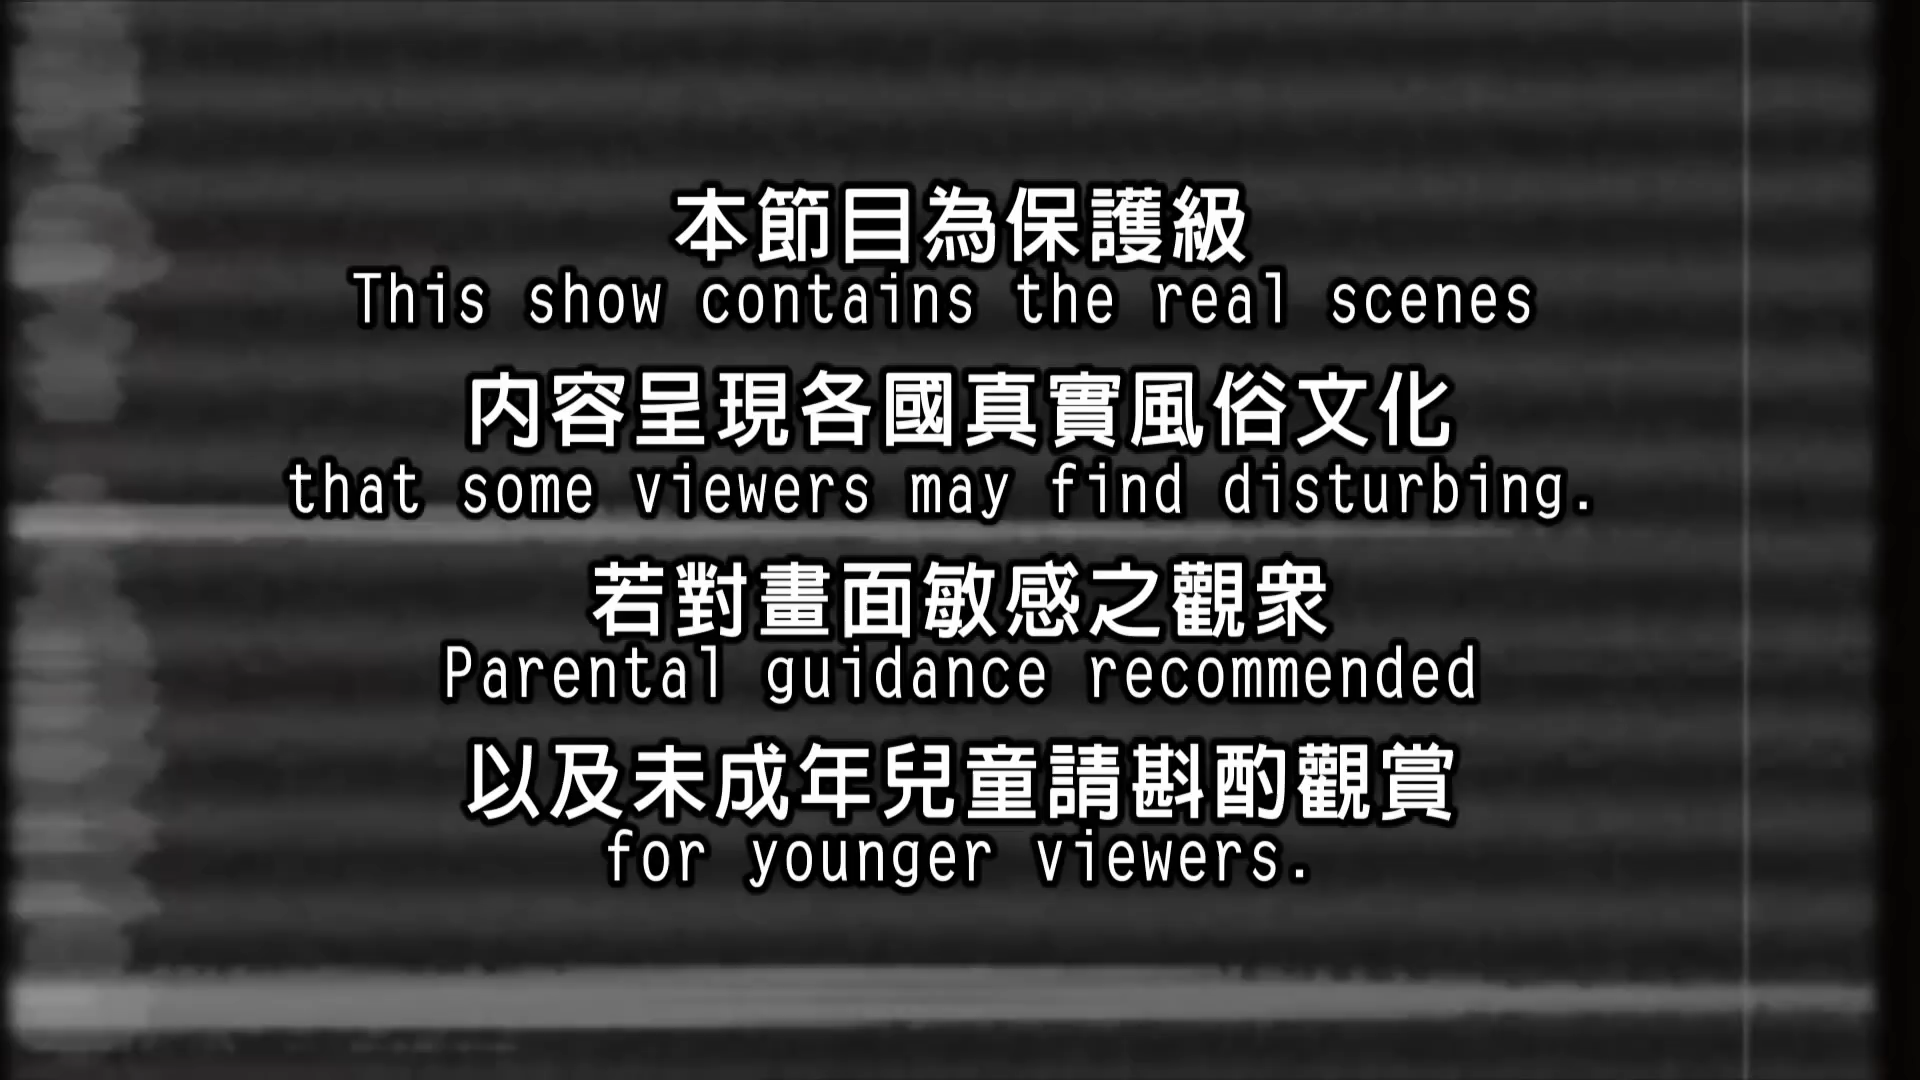 本節目為保護級
This show contains the real scenes
内容呈現各國真實風俗文化
that some viewers may find disturbing.
若對畫面敏感之觀衆
Parental guidance recommended
以及未成年兒童請斟酌觀賞
for younger viewers.